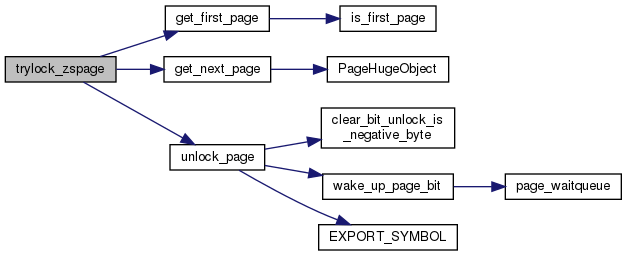 get_first_page
is_first_page
trylock_zspage
get_next_page
PageHugeObject
clear_bit_unlock_is
_negative_byte
unlock_page
wake_up_page_bit
page_waitqueue
EXPORT_SYMBOL